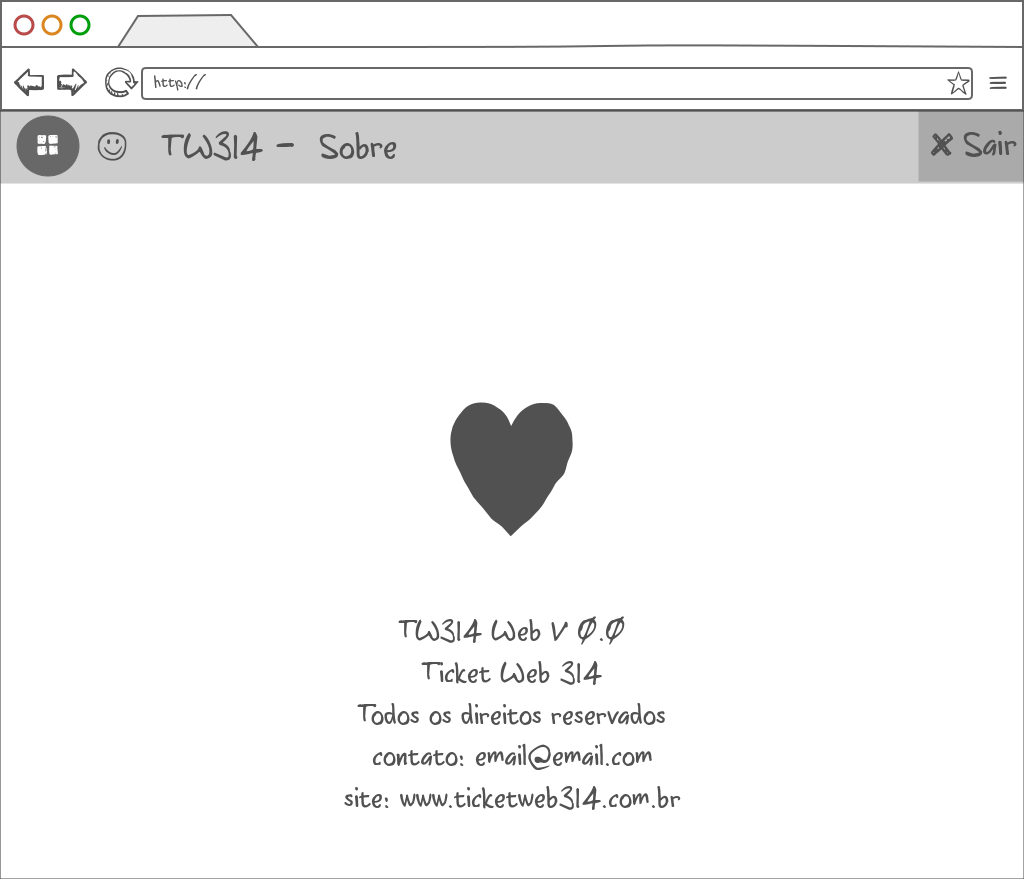 http://
TW314 - Sobre
Sair
TW314 Web V 0.0
Ticket Web 314
Todos os direitos reservados
contato: email@email.com
site: www.ticketweb314.com.br